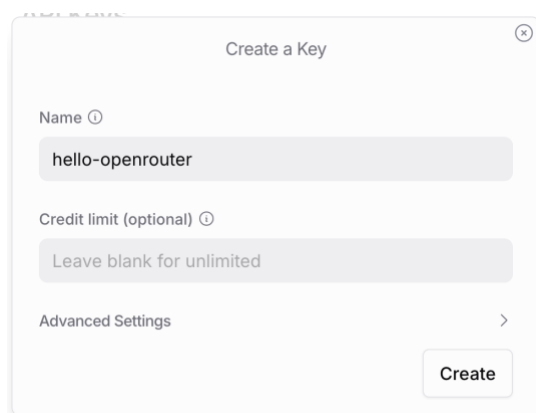 Create a Key
Name
hello-openrouter
Credit limit (optional)
Leave blank for unlimited
Advanced Settings
Create